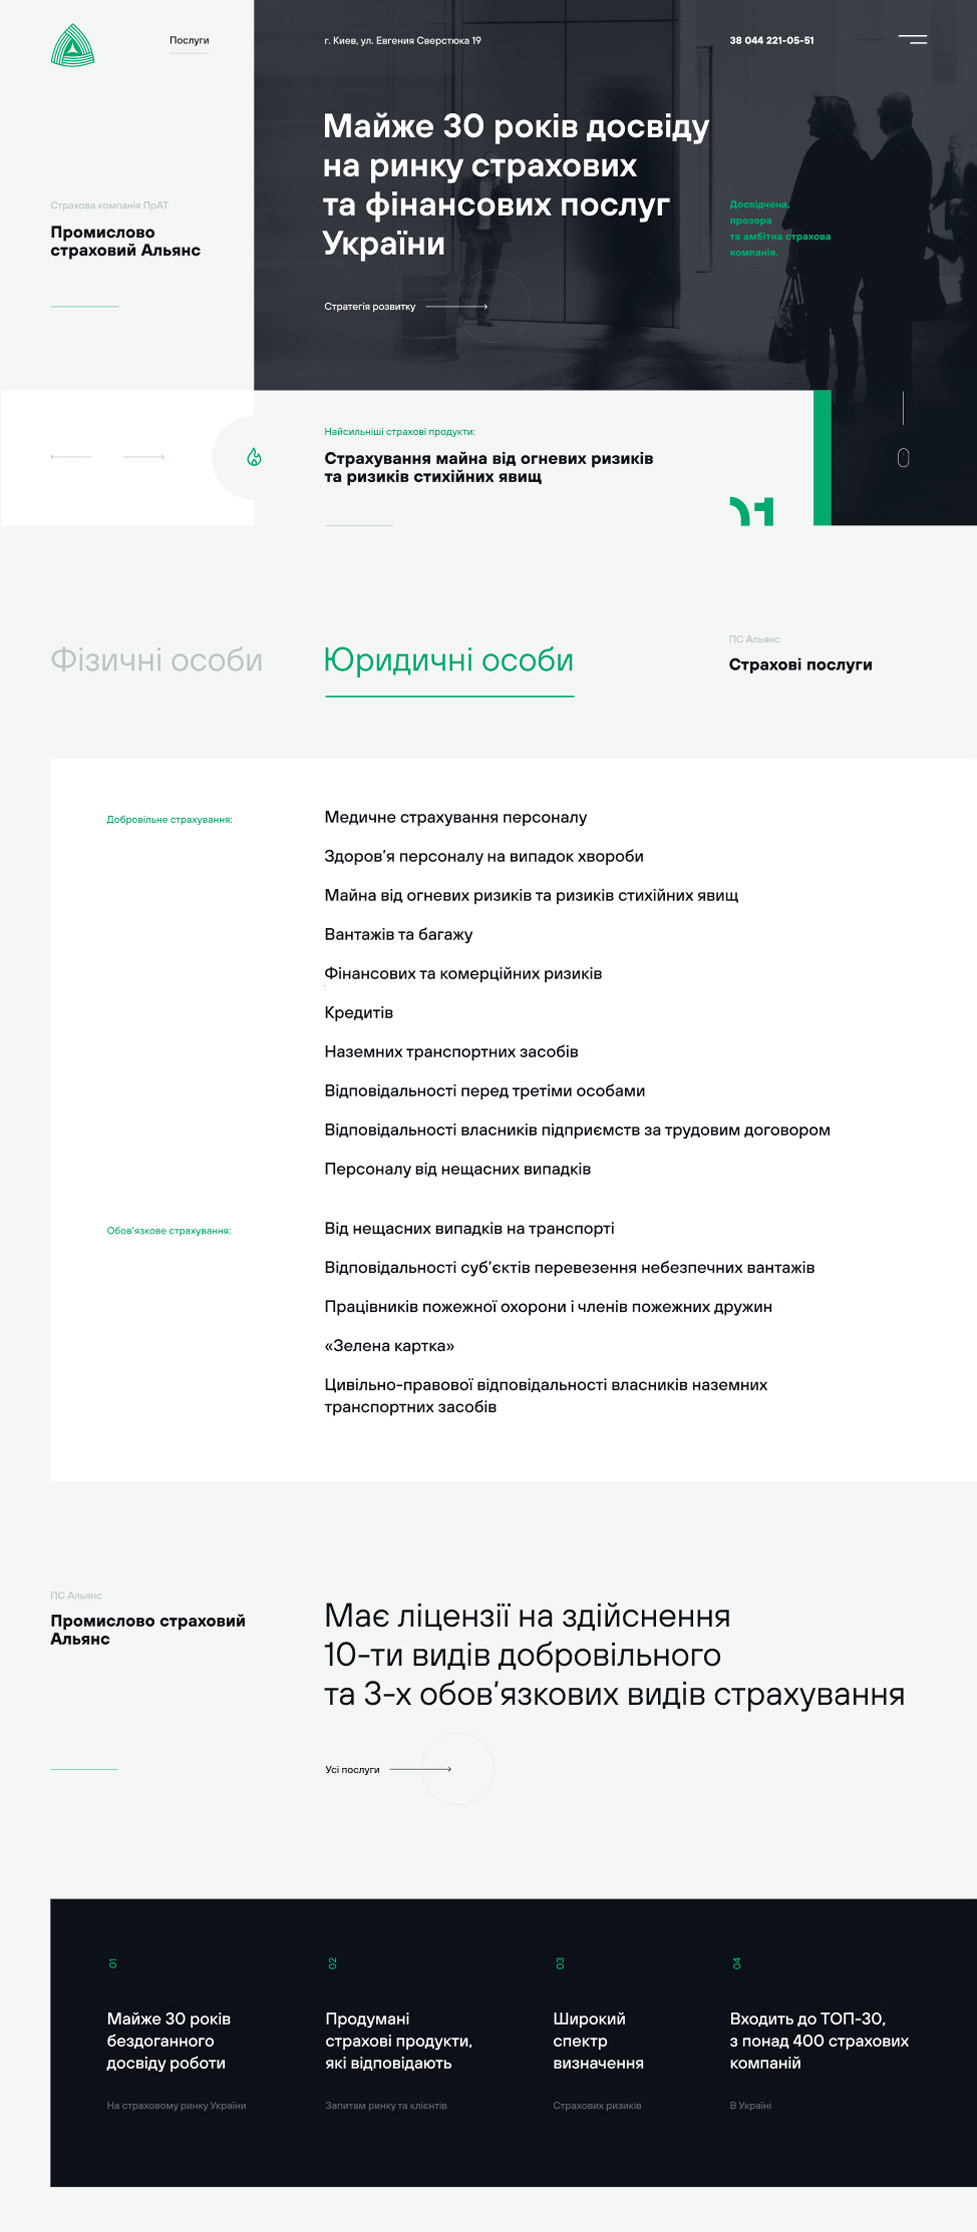 Послуги
г. Киев, ул. Евгения Сверстюка 19
38 044 221-05-51
Страхова компанія ПрАТ
Промислово
страховий Альянс
Майже 30 років досвіду
на ринку страхових
та фінансових послуг
України
Стратегія розвитку
Досвідчена,
прозора
та амбітна страхова
компанія.
Найсильніші страхові продукти:
Страхування майна від огневих ризиків
та ризиків стихійних явищ
01
Фізичні особи
Юридичні особи
ПС Альянс
Страхові послуги
Добровільне страхування:
Медичне страхування персоналу
Здоров’я персоналу на випадок хвороби
Майна від огневих ризиків та ризиків стихійних явищ
Вантажів та багажу
Фінансових та комерційних ризиків
Кредитів
Наземних транспортних засобів
Відповідальності перед третіми особами
Відповідальності власників підприємств за трудовим договором
Персоналу від нещасних випадків
Обов’язкове страхування:
Від нещасних випадків на транспорті
Відповідальності суб’єктів перевезення небезпечних вантажів
Працівників пожежної охорони і членів пожежних дружин
«Зелена картка»
Цивільно-правової відповідальності власників наземних
транспортних засобів
ПС Альянс
Промислово страховий
Альянс
Має ліцензії на здійснення
10-ти видів добровільного
та 3-х обов’язкових видів страхування
Усі послуги
01
Майже 30 років
бездоганного
досвіду роботи
На страховому ринку України
02
Продумані
страхові продукти,
які відповідають
Запитам ринку та клієнтів
03
Широкий
спектр
визначення
Страхових ризиків
04
Входить до ТОП-30,
з понад 400 страхових
компаній
В Україні